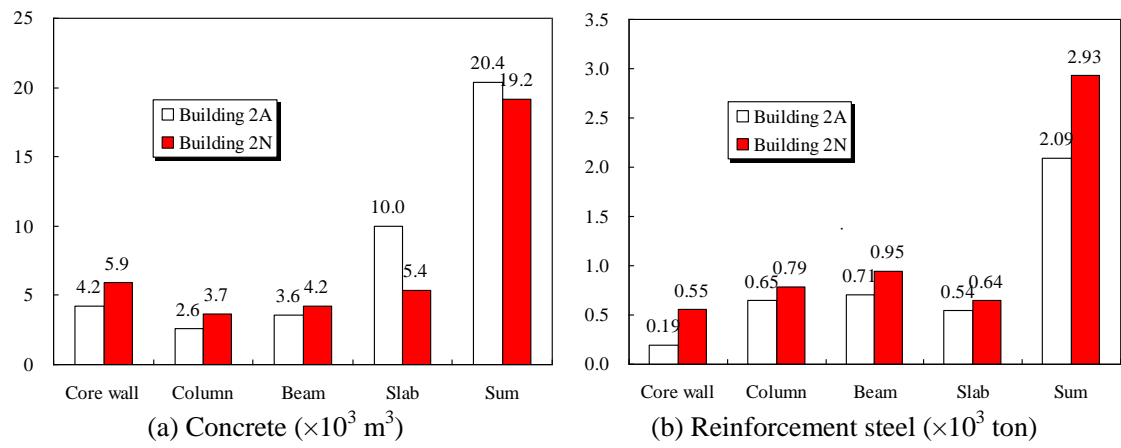 25
20
15
10
5
0
Building 2A
Building 2N
4.2
5.9
2.6
3.7
3.6
4.2
10.0
5.4
20.4
19.2
Core wall
Column
Beam
Slab
Sum
(a) Concrete (×10³ m³)
3.5
3.0
2.5
2.0
1.5
1.0
0.5
0.0
Building 2A
Building 2N
0.19
0.55
0.65
0.79
0.71
0.95
0.54
0.64
2.09
2.93
Core wall
Column
Beam
Slab
Sum
(b) Reinforcement steel (×10³ ton)